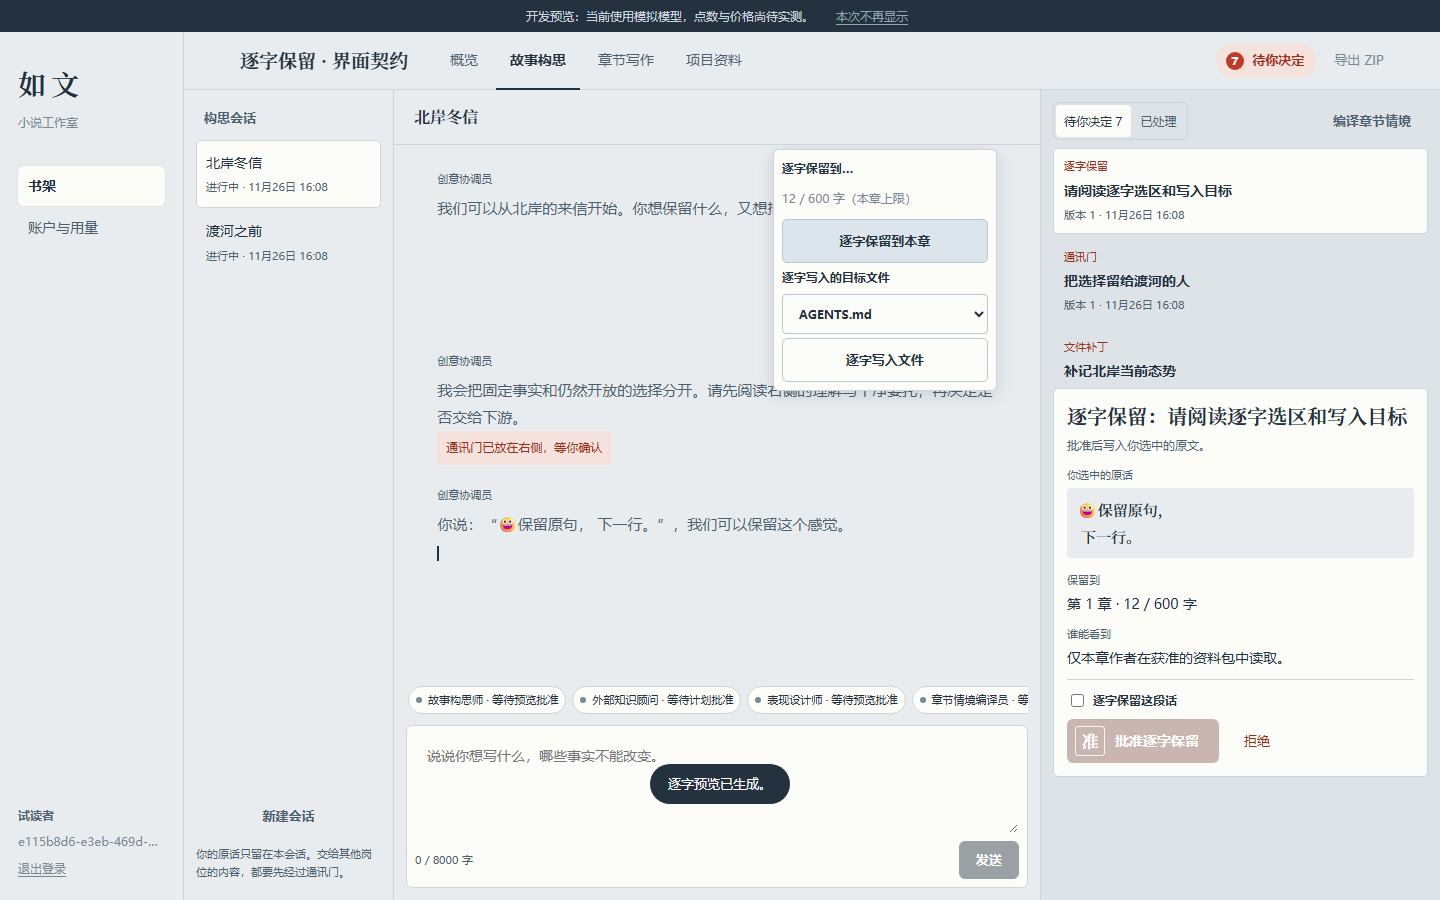 开发预览：当前使用模拟模型，点数与价格尚待实测。 本次不再显示
如文
小说工作室
书架
账户与用量
试读者
e115b8d6-e3eb-469d-...
退出登录
逐字保留 · 界面契约 概览 故事构思 章节写作 项目资料 7 待你决定 导出 ZIP
构思会话
北岸冬信
进行中 · 11月26日 16:08
渡河之前
进行中 · 11月26日 16:08
新建会话
你的原话只留在本会话。交给其他岗
位的内容，都要先经过通讯门。
北岸冬信
创意协调员
我们可以从北岸的来信开始。你想保留什么，又想
逐字保留到...
12 / 600 字（本章上限）
逐字保留到本章
逐字写入的目标文件
AGENTS.md
逐字写入文件
创意协调员
我会把固定事实和仍然开放的选择分开。请先阅读右侧的理解与干净委托，再决定是
否交给下游。
通讯门已放在右侧，等你确认
创意协调员
你说：“😀保留原句， 下一行。”，我们可以保留这个感觉。
故事构思师 · 等待预览批准 外部知识顾问 · 等待计划批准 表现设计师 · 等待预览批准 章节情境编译员 · 等
说说你想写什么，哪些事实不能改变。
逐字预览已生成。
0 / 8000 字
发送
待你决定 7 已处理 编译章节情境
逐字保留
请阅读逐字选区和写入目标
版本 1 · 11月26日 16:08
通讯门
把选择留给渡河的人
版本 1 · 11月26日 16:08
文件补丁
补记北岸当前态势
逐字保留：请阅读逐字选区和写入目标
批准后写入你选中的原文。
你选中的原话
😀保留原句，
下一行。
保留到
第 1 章 · 12 / 600 字
谁能看到
仅本章作者在获准的资料包中读取。
逐字保留这段话
准 批准逐字保留 拒绝